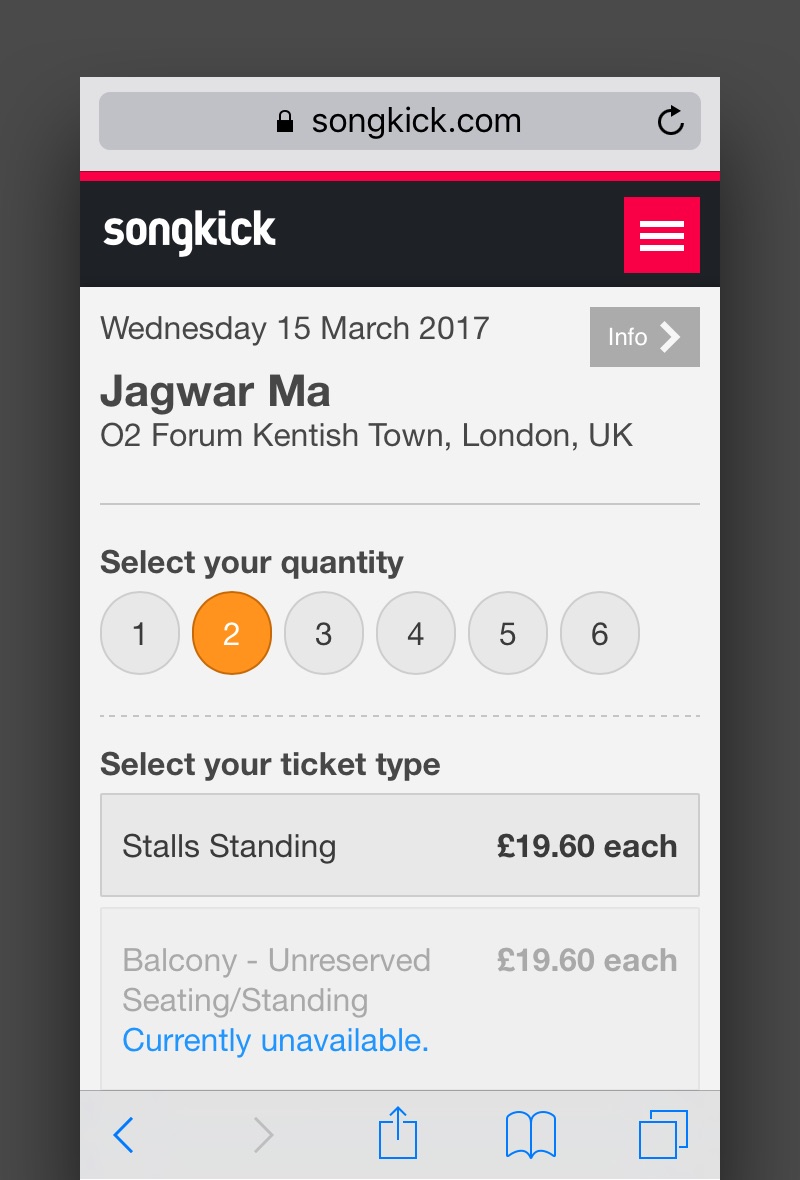 songkick.com
songkick
Wednesday 15 March 2017
Info
Jagwar Ma
O2 Forum Kentish Town, London, UK
Select your quantity
1 2 3 4 5 6
Select your ticket type
Stalls Standing £19.60 each
Balcony - Unreserved £19.60 each
Seating/Standing
Currently unavailable.